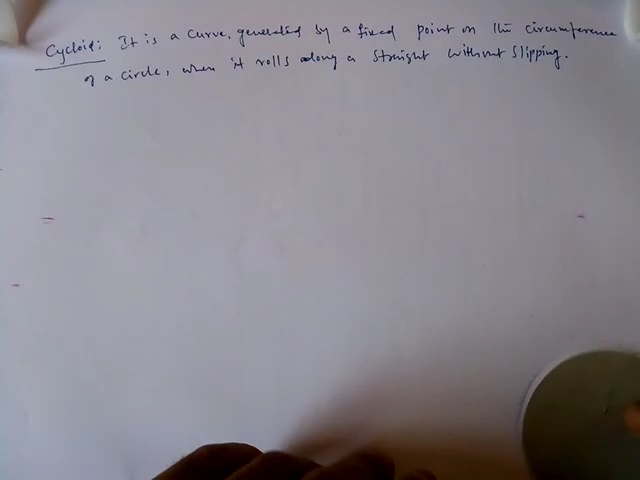 Cycloid: It is a curve, generated by a fixed point on the circumference
of a circle, when it rolls along a straight without slipping.